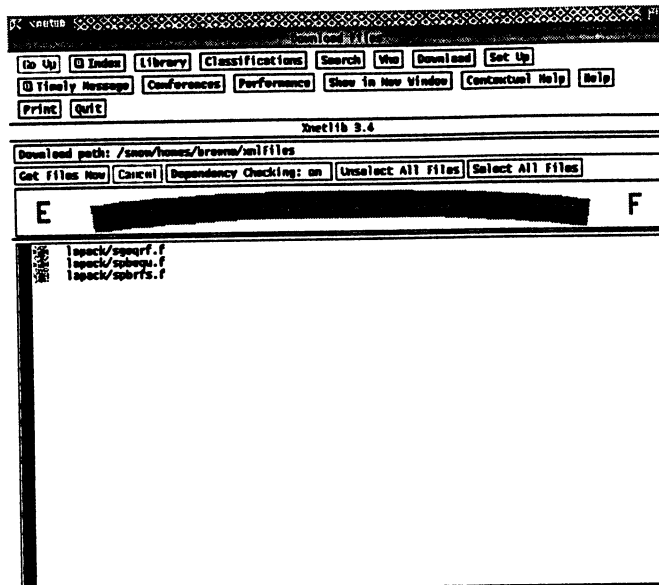 xnetlib
Download Files
Go Up Index Library Classifications Search Who Download Set Up
Timely Message Conferences Performance Show in New Window Contextual Help Help
Print Quit
Xnetlib 3.4
Download path: /snow/homes/browne/xnlfiles
Get Files Now Cancel Dependency Checking: on Unselect All Files Select All Files
E F
lapack/sgeqrf.f
lapack/spbequ.f
lapack/spbrfs.f